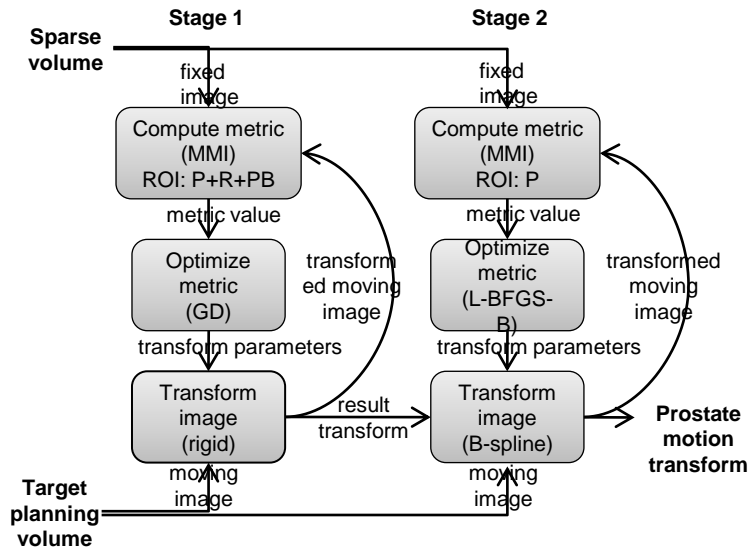 Stage 1
Stage 2
Sparse
volume
fixed
image
fixed
image
Compute metric
(MMI)
ROI: P+R+PB
Compute metric
(MMI)
ROI: P
metric value
metric value
Optimize
metric
(GD)
transform
ed moving
image
Optimize
metric
(L-BFGS-
B)
transformed
moving
image
transform parameters
transform parameters
Transform
image
(rigid)
result
transform
Transform
image
(B-spline)
Prostate
motion
transform
moving
image
moving
image
Target
planning
volume